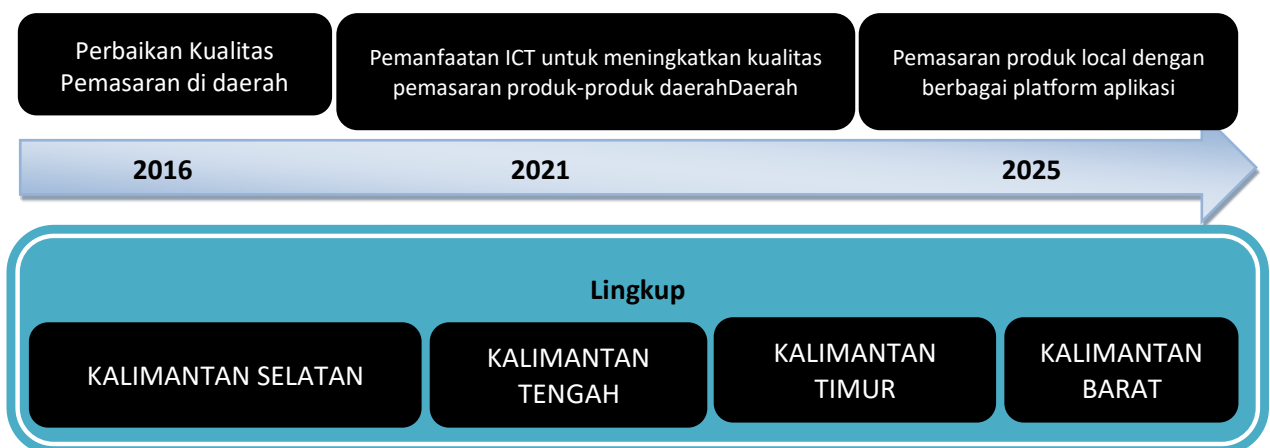 Perbaikan Kualitas
Pemasaran di daerah
Pemanfaatan ICT untuk meningkatkan kualitas
pemasaran produk-produk daerahDaerah
Pemasaran produk local dengan
berbagai platform aplikasi
2016
2021
2025
Lingkup
KALIMANTAN SELATAN
KALIMANTAN
TENGAH
KALIMANTAN
TIMUR
KALIMANTAN
BARAT